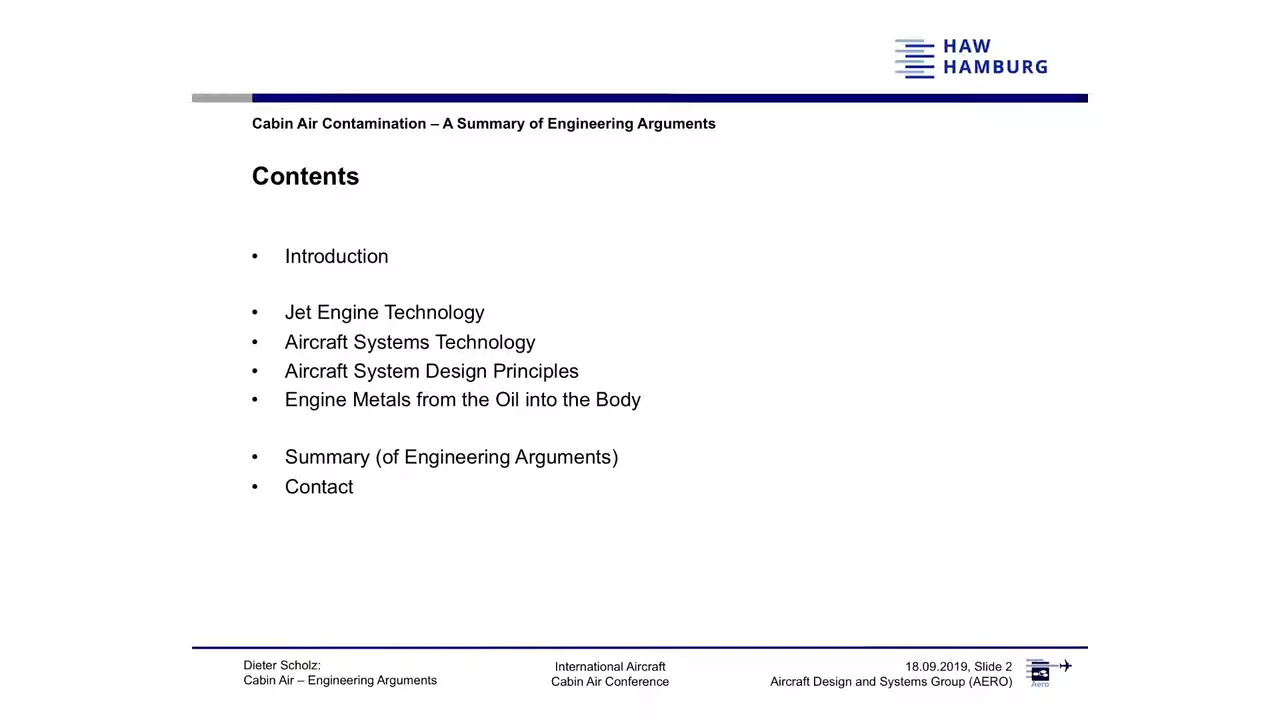 HAW
HAMBURG
Cabin Air Contamination – A Summary of Engineering Arguments
Contents
• Introduction
• Jet Engine Technology
• Aircraft Systems Technology
• Aircraft System Design Principles
• Engine Metals from the Oil into the Body
• Summary (of Engineering Arguments)
• Contact
Dieter Scholz:
Cabin Air – Engineering Arguments
International Aircraft
Cabin Air Conference
18.09.2019, Slide 2
Aircraft Design and Systems Group (AERO)
Aero